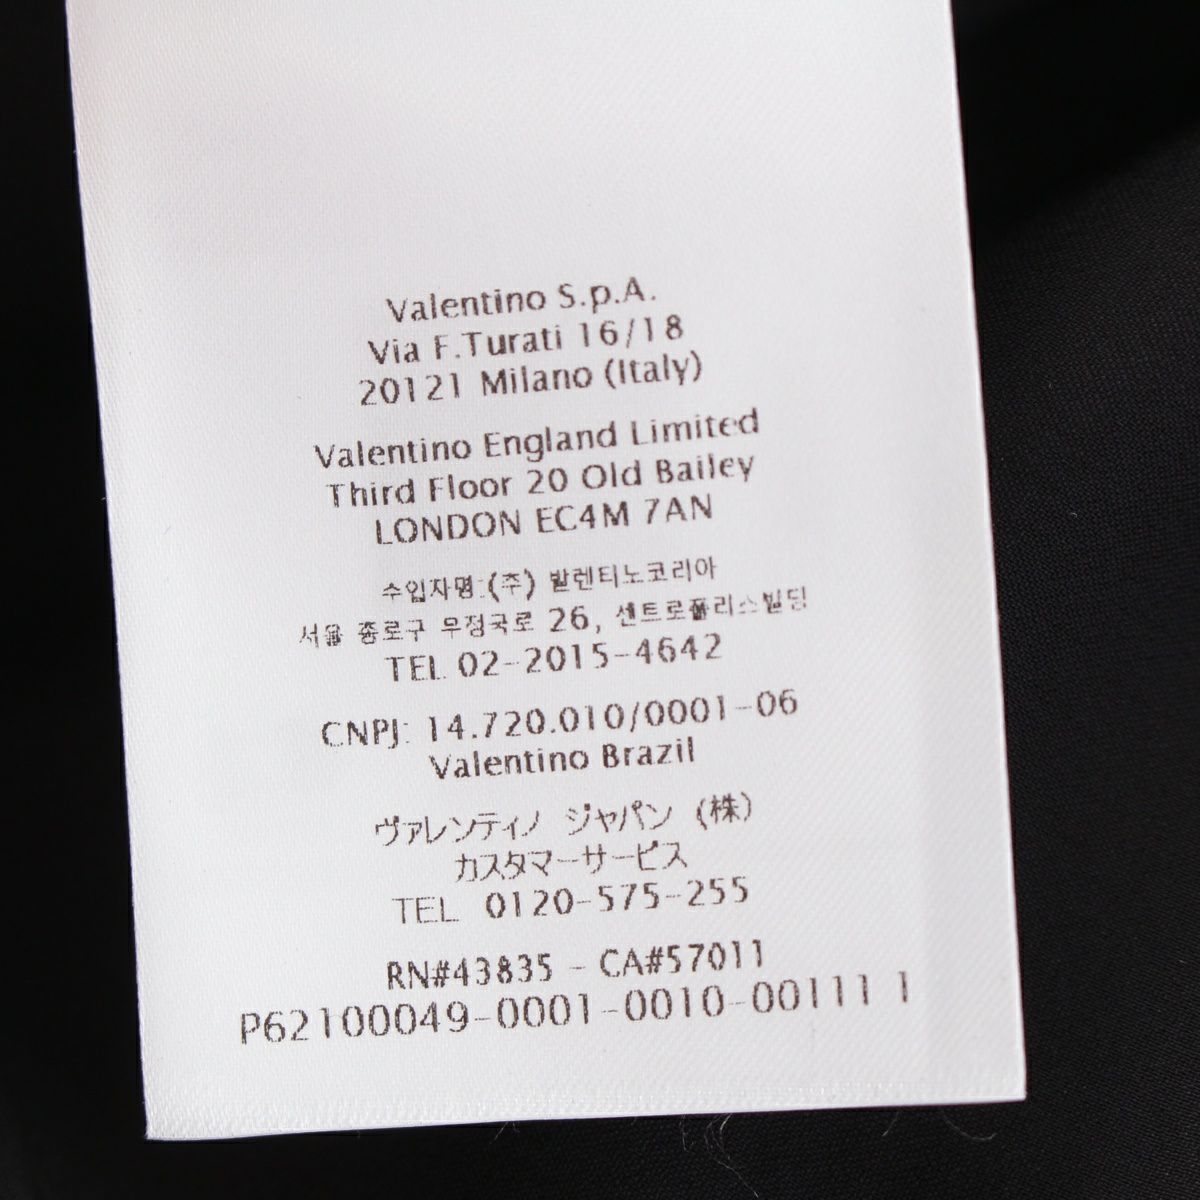 Valentino S.p.A.
Via F.Turati 16/18
20121 Milano (Italy)
Valentino England Limited
Third Floor 20 Old Bailey
LONDON EC4M 7AN
수입자명:(주) 발렌티노코리아
서울 종로구 우정국로 26, 센트로폴리스빌딩
TEL 02-2015-4642
CNPJ: 14.720.010/0001-06
Valentino Brazil
ヴァレンティノ ジャパン (株)
カスタマーサービス
TEL 0120-575-255
RN#43835 - CA#57011
P62100049-0001-0010-00111 1